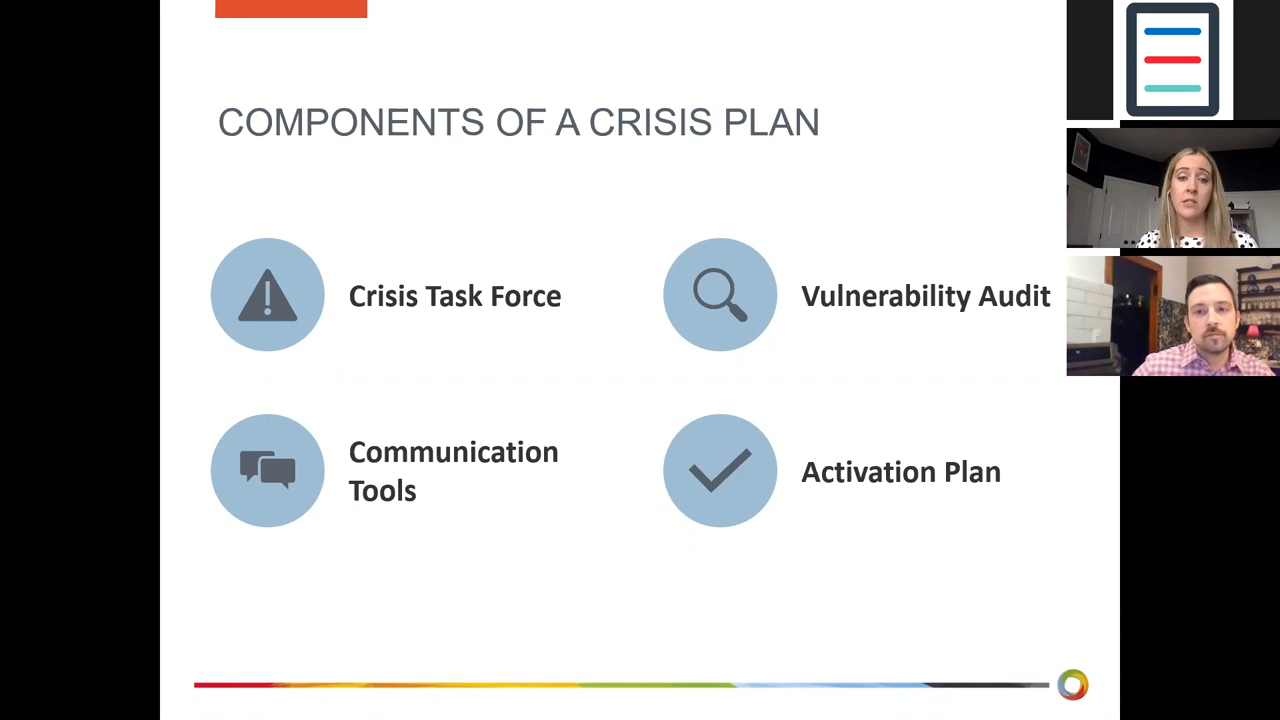 COMPONENTS OF A CRISIS PLAN
Crisis Task Force
Vulnerability Audit
Communication
Tools
Activation Plan